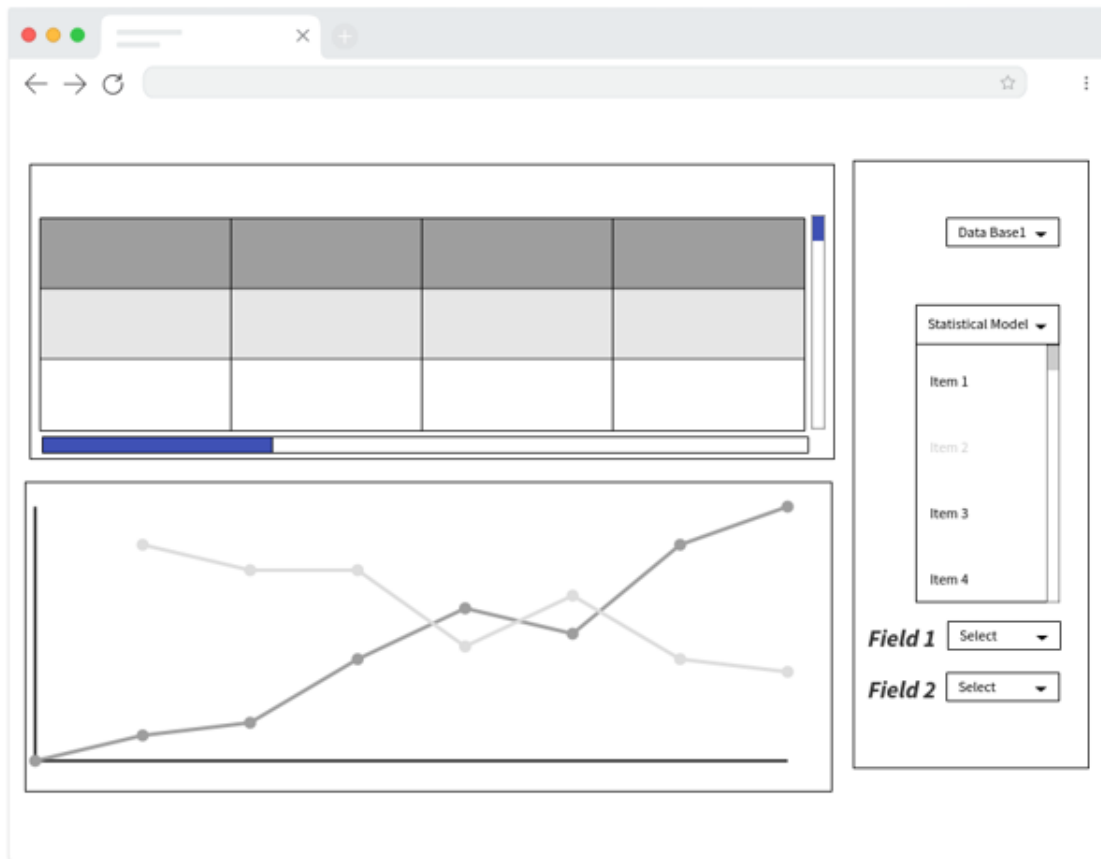 Data Base1
Statistical Model
Item 1
Item 2
Item 3
Item 4
Field 1 Select
Field 2 Select